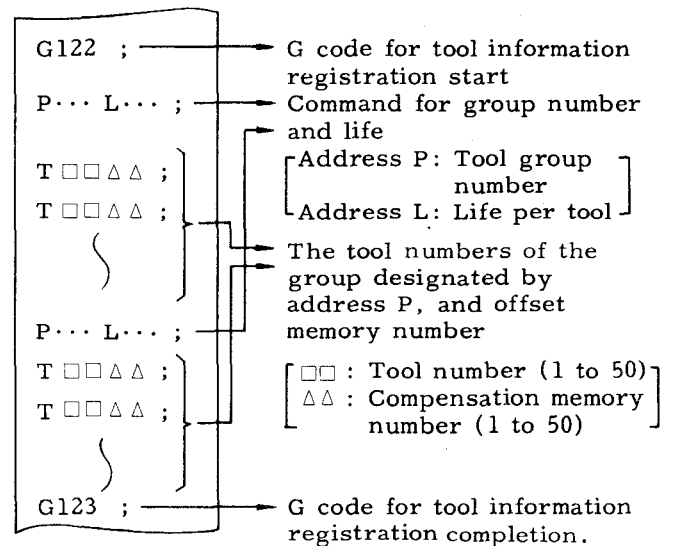 G122 ;
G code for tool information
registration start
P··· L··· ;
Command for group number
and life
Address P: Tool group
number
Address L: Life per tool
T □□△△ ;
T □□△△ ;
The tool numbers of the
group designated by
address P, and offset
memory number
P··· L··· ;
T □□△△ ;
T □□△△ ;
□□ : Tool number (1 to 50)
△△ : Compensation memory
number (1 to 50)
G123 ;
G code for tool information
registration completion.